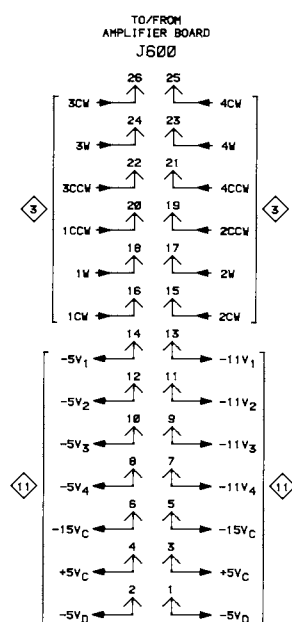 TO/FROM
AMPLIFIER BOARD
J600
26 25
3CW 4CW
24 23
3W 4W
22 21
3CCW 4CCW
3 3
20 19
1CCW 2CCW
18 17
1W 2W
16 15
1CW 2CW
14 13
-5V1 -11V1
12 11
-5V2 -11V2
10 9
-5V3 -11V3
8 7
-5V4 -11V4
11 11
6 5
-15VC -15VC
4 3
+5VC +5VC
2 1
-5VD -5VD